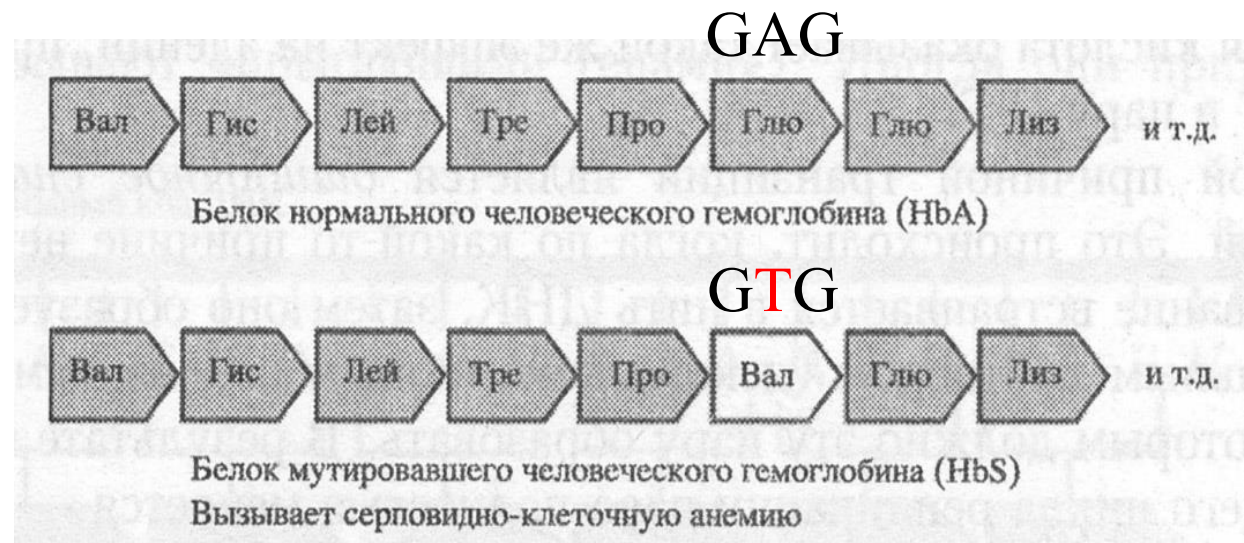 GAG
Вал Гис Лей Тре Про Глю Глю Лиз и т.д.
Белок нормального человеческого гемоглобина (HbA)
GTG
Вал Гис Лей Тре Про Вал Глю Лиз и т.д.
Белок мутировавшего человеческого гемоглобина (HbS)
Вызывает серповидно-клеточную анемию